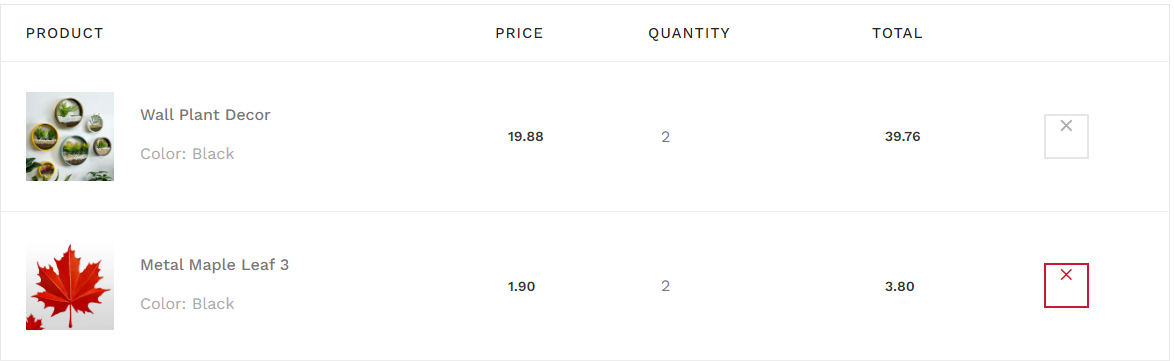 PRODUCT PRICE QUANTITY TOTAL
Wall Plant Decor
Color: Black
19.88 2 39.76 ×
Metal Maple Leaf 3
Color: Black
1.90 2 3.80 ×